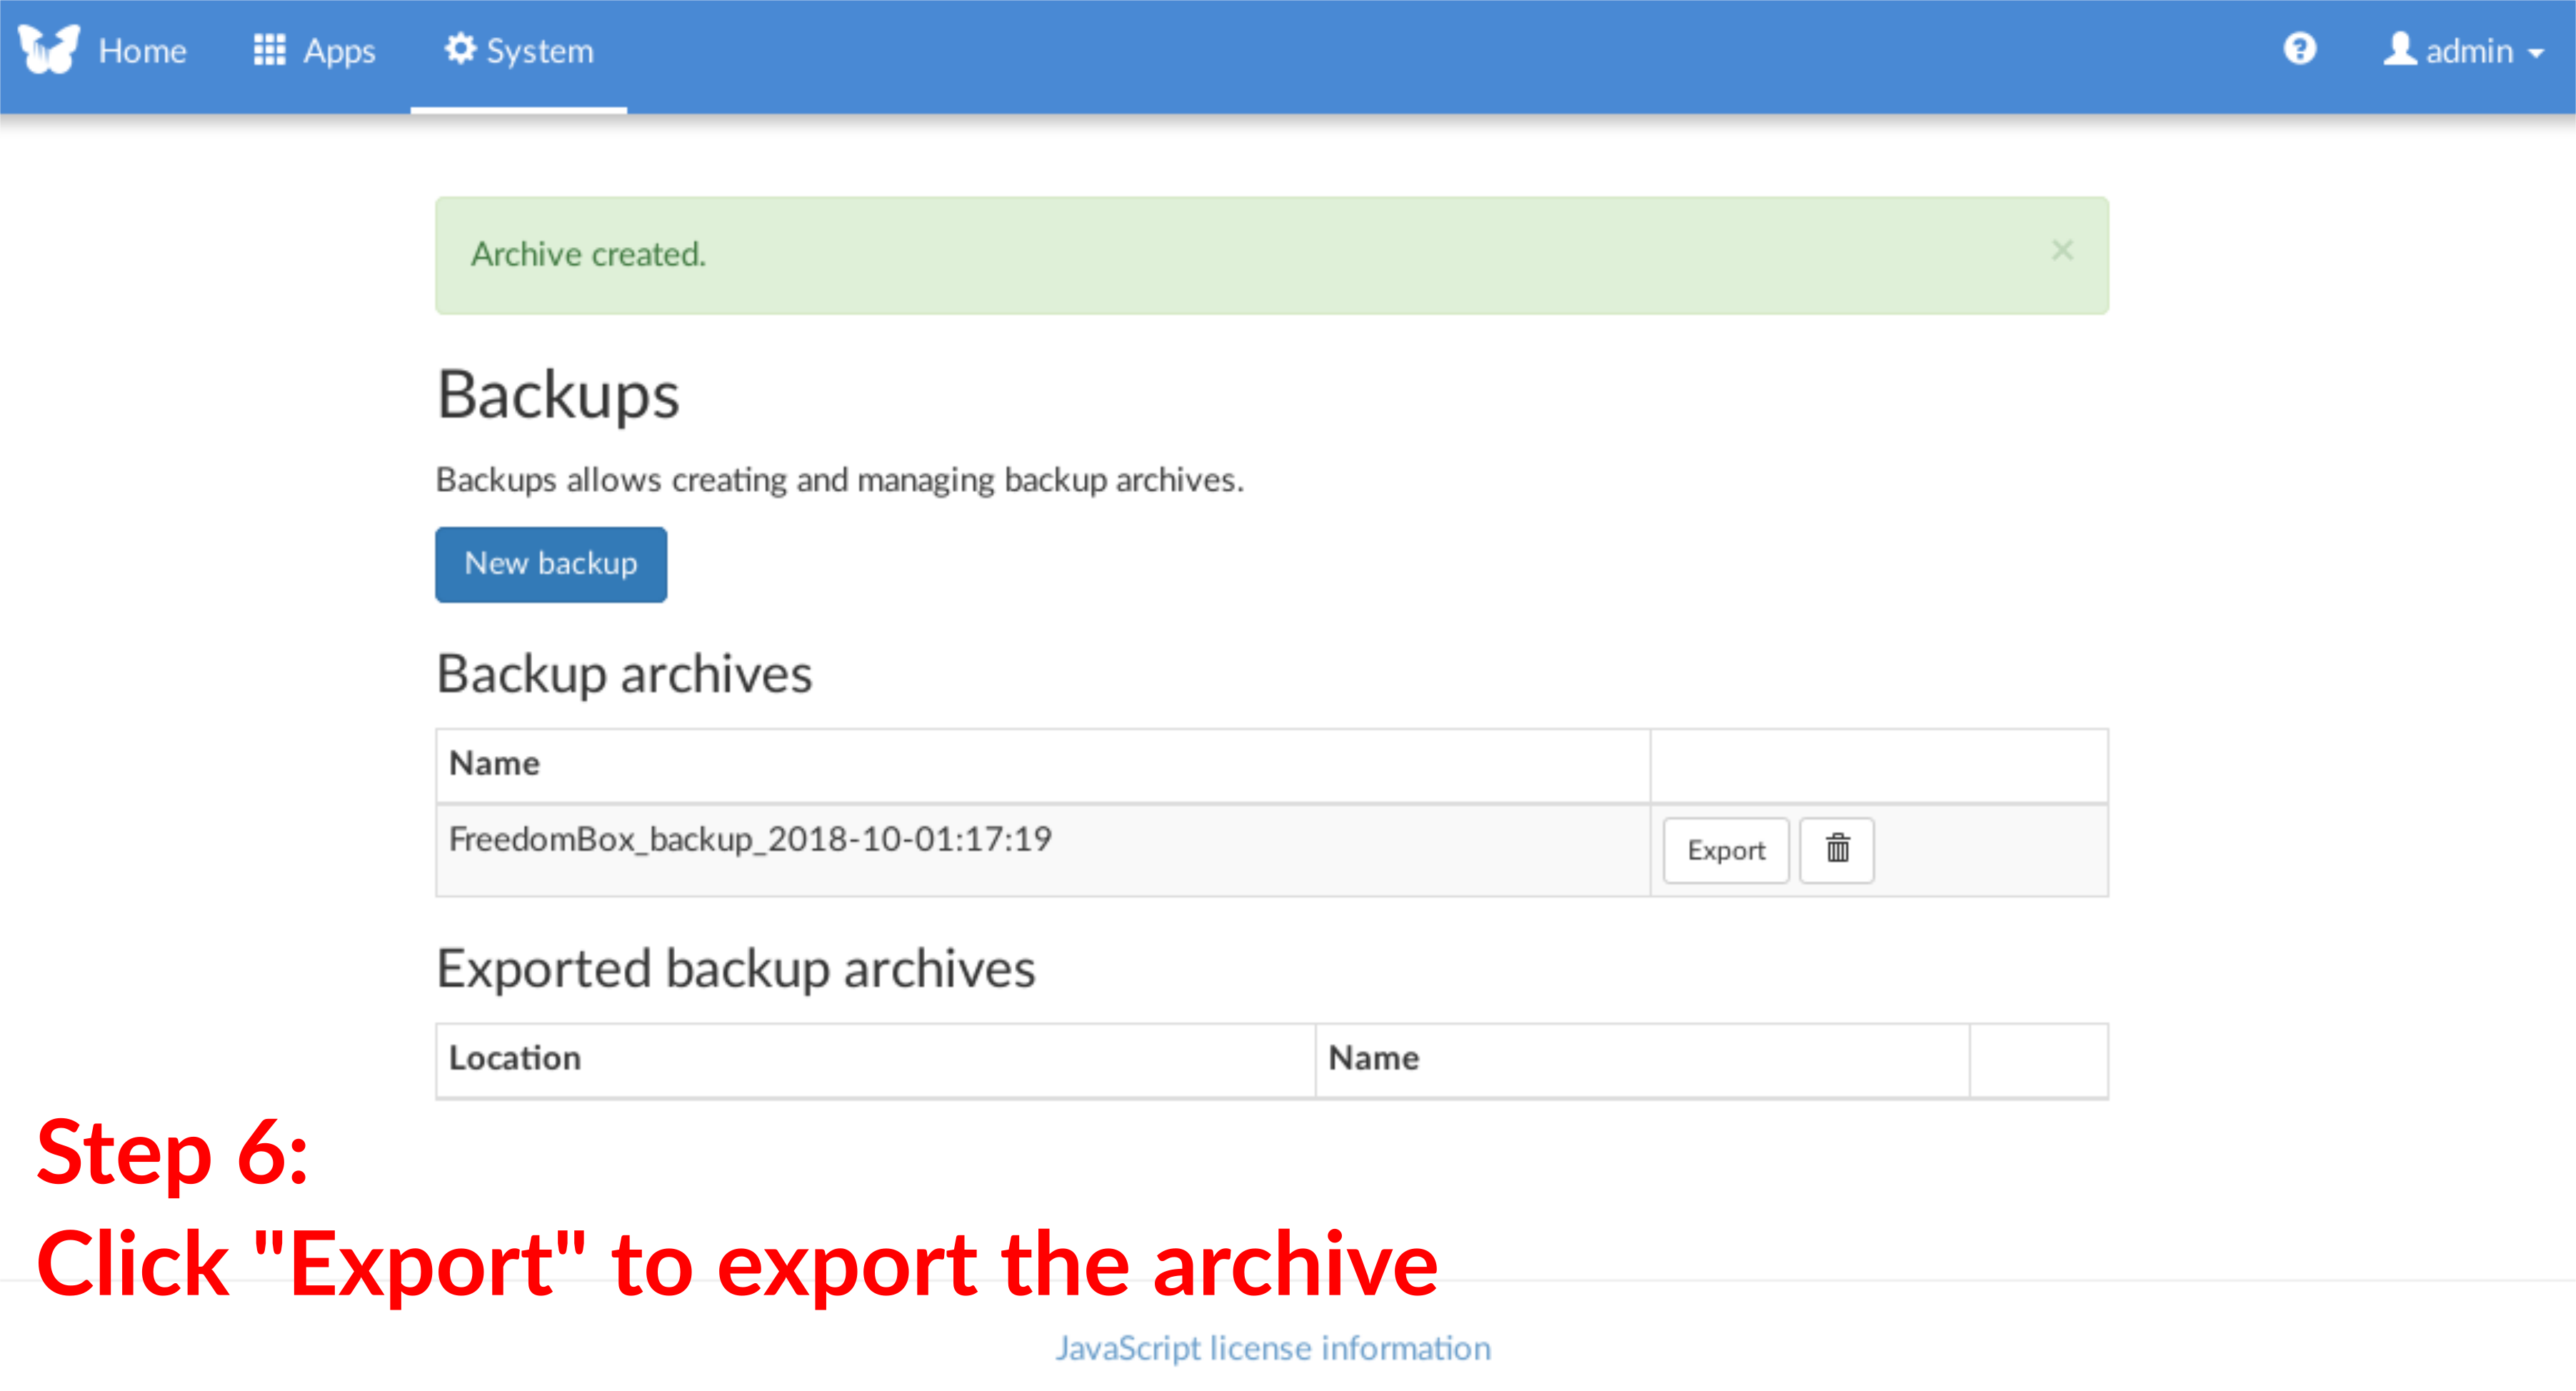 Home Apps System admin
Archive created.
Backups
Backups allows creating and managing backup archives.
New backup
Backup archives
Name
FreedomBox_backup_2018-10-01:17:19 Export
Exported backup archives
Location Name
Step 6:
Click "Export" to export the archive
JavaScript license information